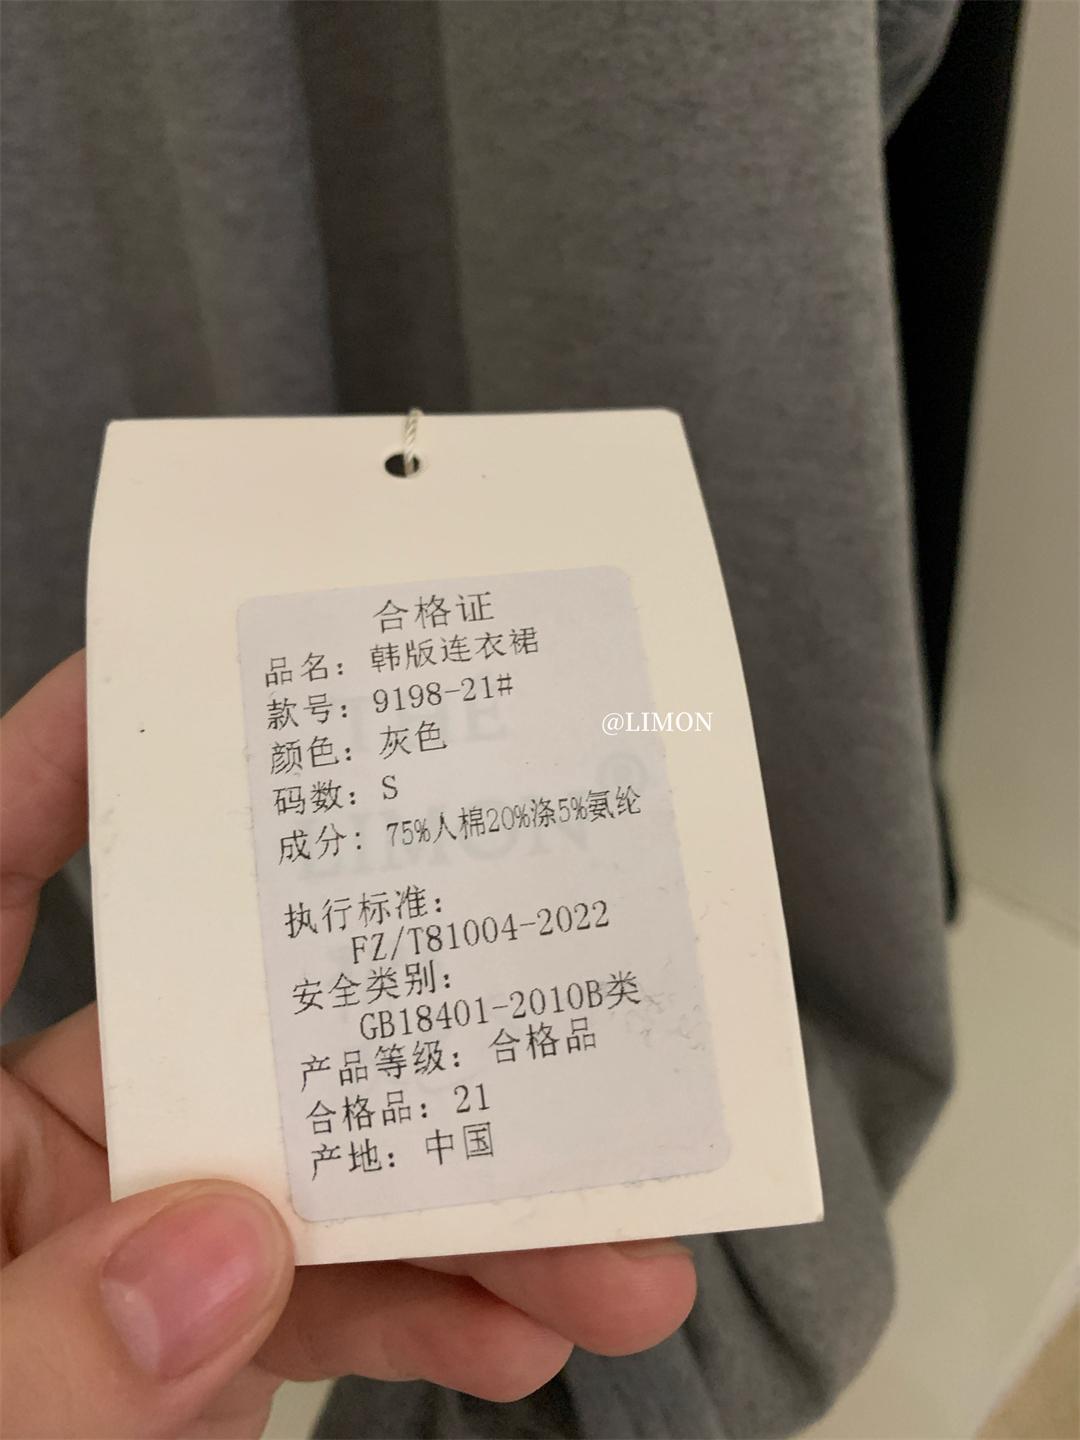 合格证
品名：韩版连衣裙
款号：9198-21#
颜色：灰色
码数：S
成分：75%人棉20%涤5%氨纶
执行标准：
FZ/T81004-2022
安全类别：
GB18401-2010B类
产品等级：合格品
合格品：21
产地：中国
@LIMON
THE
LIMON
®